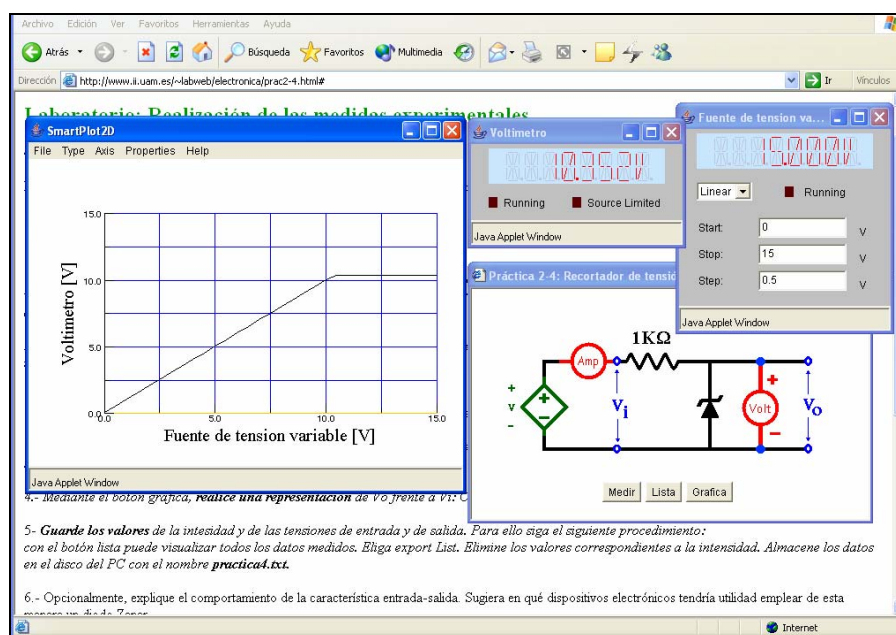 Archivo Edición Ver Favoritos Herramientas Ayuda
Atrás Búsqueda Favoritos Multimedia
Dirección http://www.ii.uam.es/~labweb/electronica/prac2-4.html# Ir Vínculos
Laboratorio: Realización de las medidas experimentales
SmartPlot2D
File Type Axis Properties Help
15.0
10.0
5.0
0.0
0.0 5.0 10.0 15.0
Voltimetro [V]
Fuente de tension variable [V]
Java Applet Window
Voltimetro
10.352V
Running Source Limited
Java Applet Window
Fuente de tension va...
15.000V
Linear Running
Start: 0 V
Stop: 15 V
Step: 0.5 V
Java Applet Window
Práctica 2-4: Recortador de tensió
1KΩ
Amp
+
v
-
+
-
Vi
+
Volt
-
Vo
Medir Lista Grafica
4.- Mediante el botón gráfica, realice una representación de Vo frente a Vi.
5- Guarde los valores de la intesidad y de las tensiones de entrada y de salida. Para ello siga el siguiente procedimiento:
con el botón lista puede visualizar todos los datos medidos. Eliga export List. Elimine los valores correspondientes a la intensidad. Almacene los datos
en el disco del PC con el nombre practica4.txt.
6.- Opcionalmente, explique el comportamiento de la característica entrada-salida. Sugiera en qué dispositivos electrónicos tendría utilidad emplear de esta
manera un diodo Zener
Internet